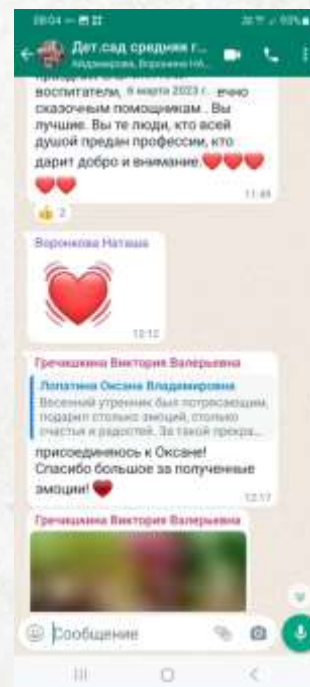 Дет.сад средняя г...
воспитатели,
6 марта 2023 г.
ечно
сказочным помощникам . Вы
лучшие. Вы те люди, кто всей
душой предан профессии, кто
дарит добро и внимание.
11:49
2
Воронкова Наташа
12:12
Гречишкина Виктория Валерьевна
Лопатина Оксана Владимировна
Весенний утренник был потрясающим,
подарил столько эмоций, столько
счастья и радостей. За такой прекра...
присоединяюсь к Оксане!
Спасибо большое за полученные
эмоции!
12:17
Гречишкина Виктория Валерьевна
Сообщение